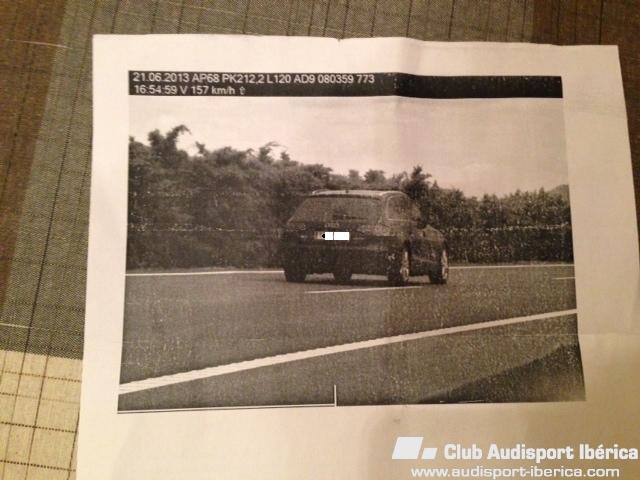 21.06.2013 AP68 PK212,2 L120 AD9 080359 773
16:54:59 V 157 km/h ⇧
Club Audisport Ibérica
www.audisport-iberica.com